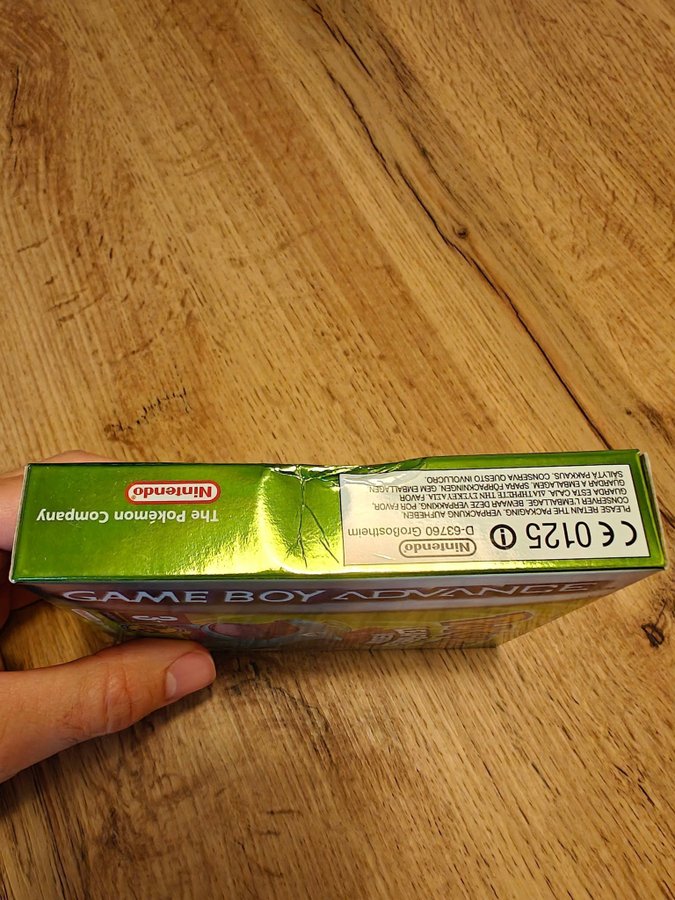 CE 0125
Nintendo
D-63760 Großostheim
PLEASE RETAIN THE PACKAGING. VERPACKUNG AUFHEBEN.
CONSERVER L'EMBALLAGE. BEWAAR DEZE VERPAKKING. POR FAVOR,
GUARDA ESTA CAJA. ΔΙΑΤΗΡΗΣΤΕ ΤΗΝ ΣΥΣΚΕΥΑΣΙΑ. FAVOR
GUARDAR A EMBALAGEM. SPARA FÖRPACKNINGEN. GEM EMBALLAGEN.
SÄILYTÄ PAKKAUS. CONSERVA QUESTO INVOLUCRO.
The Pokémon Company
Nintendo
GAME BOY ADVANCE